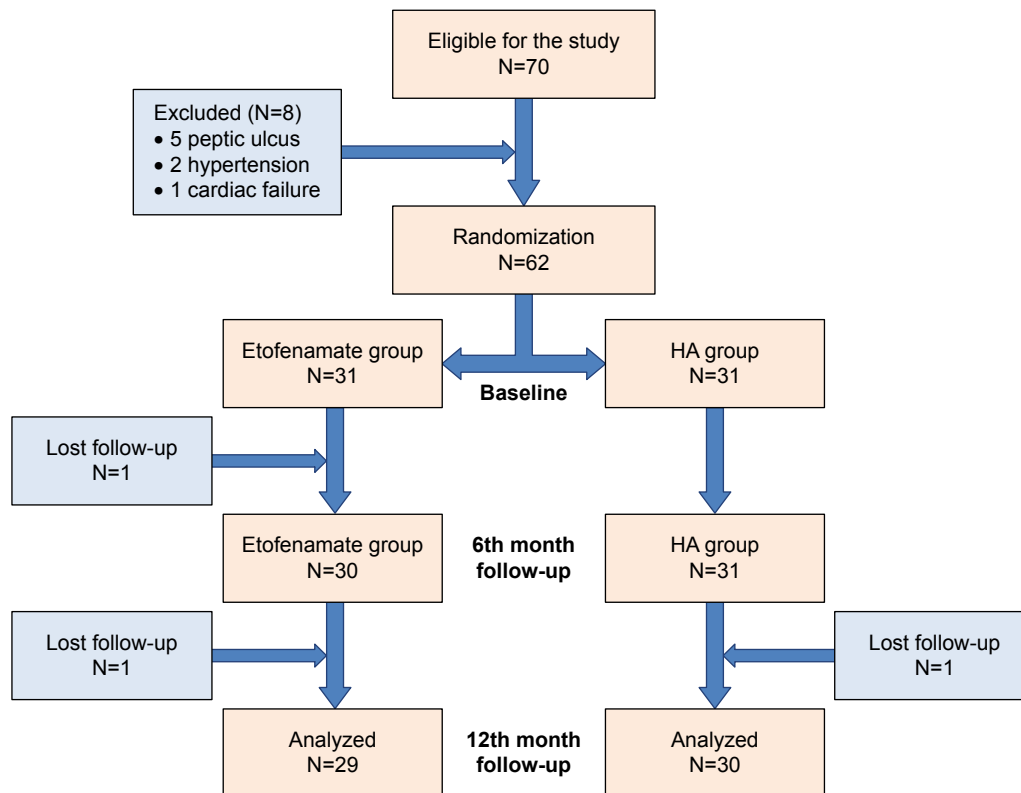 Eligible for the study
N=70
Excluded (N=8)
• 5 peptic ulcus
• 2 hypertension
• 1 cardiac failure
Randomization
N=62
Etofenamate group
N=31
HA group
N=31
Baseline
Lost follow-up
N=1
Etofenamate group
N=30
6th month
follow-up
HA group
N=31
Lost follow-up
N=1
Lost follow-up
N=1
Analyzed
N=29
12th month
follow-up
Analyzed
N=30